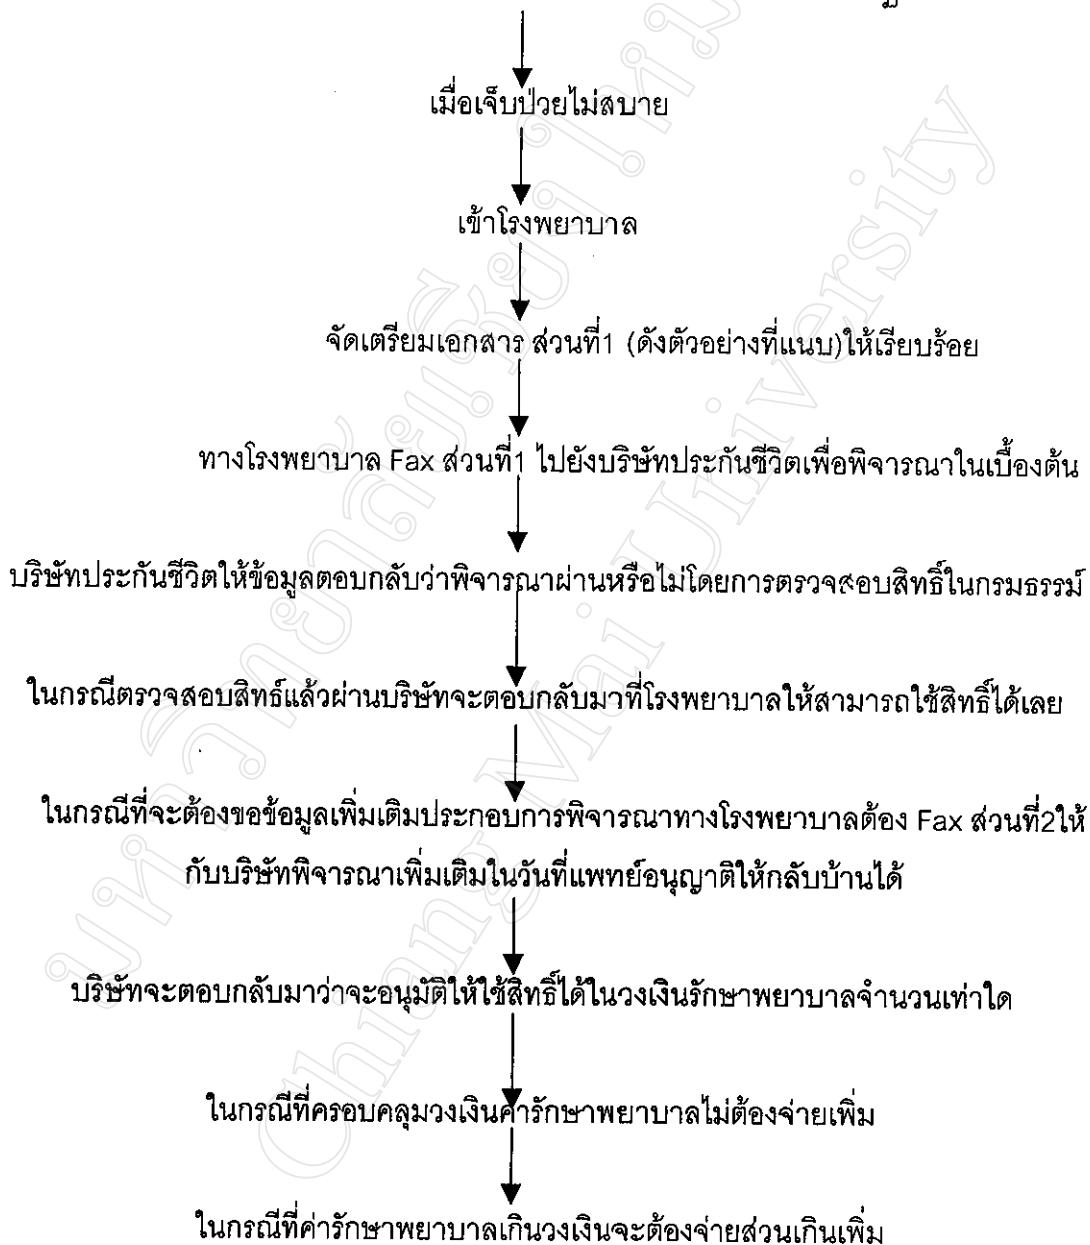 เมื่อเจ็บป่วยไม่สบาย
เข้าโรงพยาบาล
จัดเตรียมเอกสาร ส่วนที่1 (ดังตัวอย่างที่แนบ)ให้เรียบร้อย
ทางโรงพยาบาล Fax ส่วนที่1 ไปยังบริษัทประกันชีวิตเพื่อพิจารณาในเบื้องต้น
บริษัทประกันชีวิตให้ข้อมูลตอบกลับว่าพิจารณาผ่านหรือไม่โดยการตรวจสอบสิทธิ์ในกรมธรรม์
ในกรณีตรวจสอบสิทธ์แล้วผ่านบริษัทจะตอบกลับมาที่โรงพยาบาลให้สามารถใช้สิทธิ์ได้เลย
ในกรณีที่จะต้องขอข้อมูลเพิ่มเติมประกอบการพิจารณาทางโรงพยาบาลต้อง Fax ส่วนที่2ให้
กับบริษัทพิจารณาเพิ่มเติมในวันที่แพทย์อนุญาติให้กลับบ้านได้
บริษัทจะตอบกลับมาว่าจะอนุมัติให้ใช้สิทธิ์ได้ในวงเงินรักษาพยาบาลจำนวนเท่าใด
ในกรณีที่ครอบคลุมวงเงินค่ารักษาพยาบาลไม่ต้องจ่ายเพิ่ม
ในกรณีที่ค่ารักษาพยาบาลเกินวงเงินจะต้องจ่ายส่วนเกินเพิ่ม
มหาวิทยาลัยเชียงใหม่
Chiang Mai University